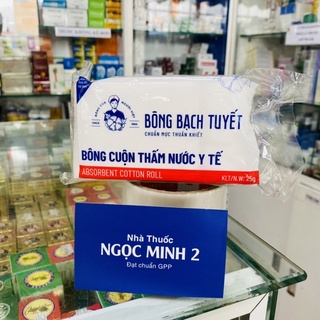 BÔNG BẠCH TUYẾT
CHUẨN MỰC THUẦN KHIẾT
BÔNG CUỘN THẤM NƯỚC Y TẾ
ABSORBENT COTTON ROLL
KLT/N.W: 25g
Nhà Thuốc
NGỌC MINH 2
Đạt chuẩn GPP